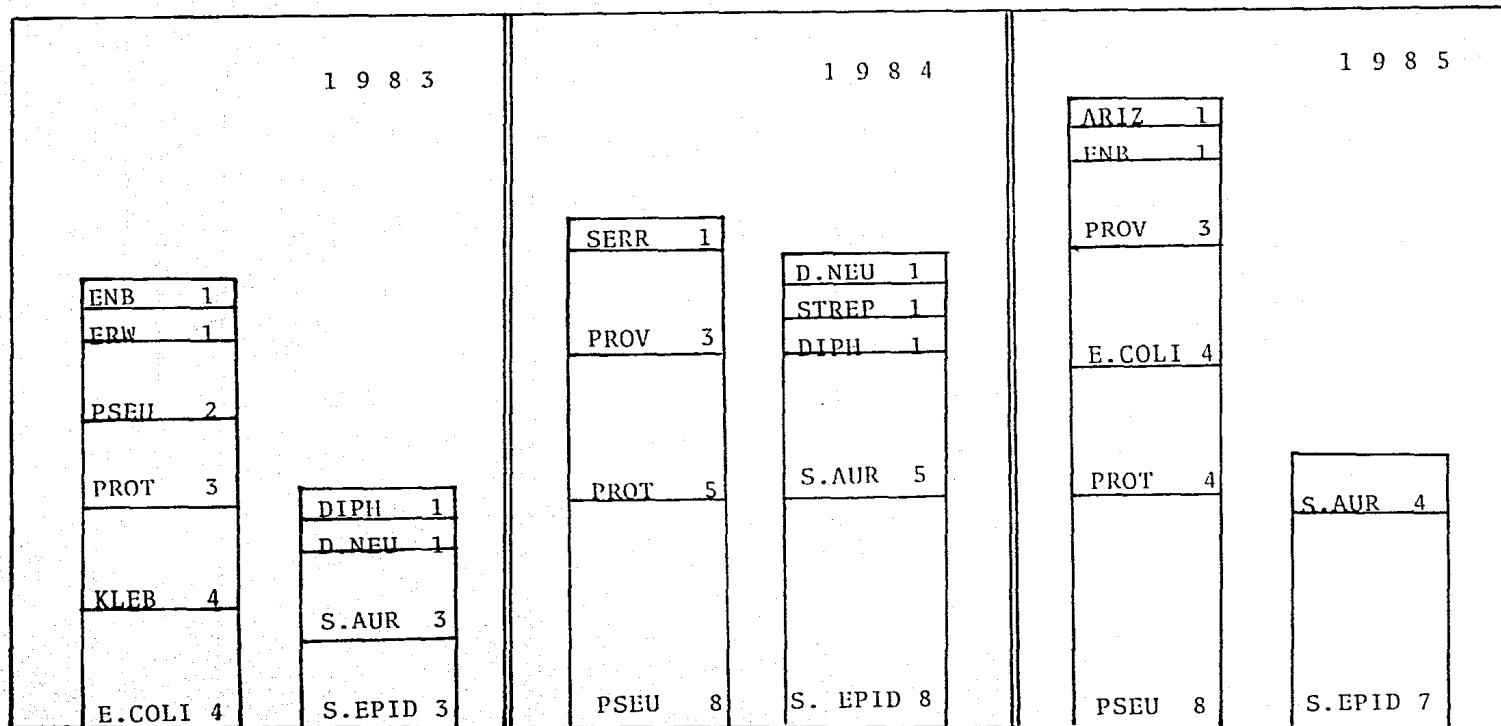 1 9 8 3
ENB 1
ERW 1
PSEU 2
PROT 3
KLEB 4
E.COLI 4
DIPH 1
D.NEU 1
S.AUR 3
S.EPID 3
1 9 8 4
SERR 1
PROV 3
PROT 5
PSEU 8
D.NEU 1
STREP 1
DIPH 1
S.AUR 5
S. EPID 8
1 9 8 5
ARIZ 1
ENB 1
PROV 3
E.COLI 4
PROT 4
PSEU 8
S.AUR 4
S.EPID 7